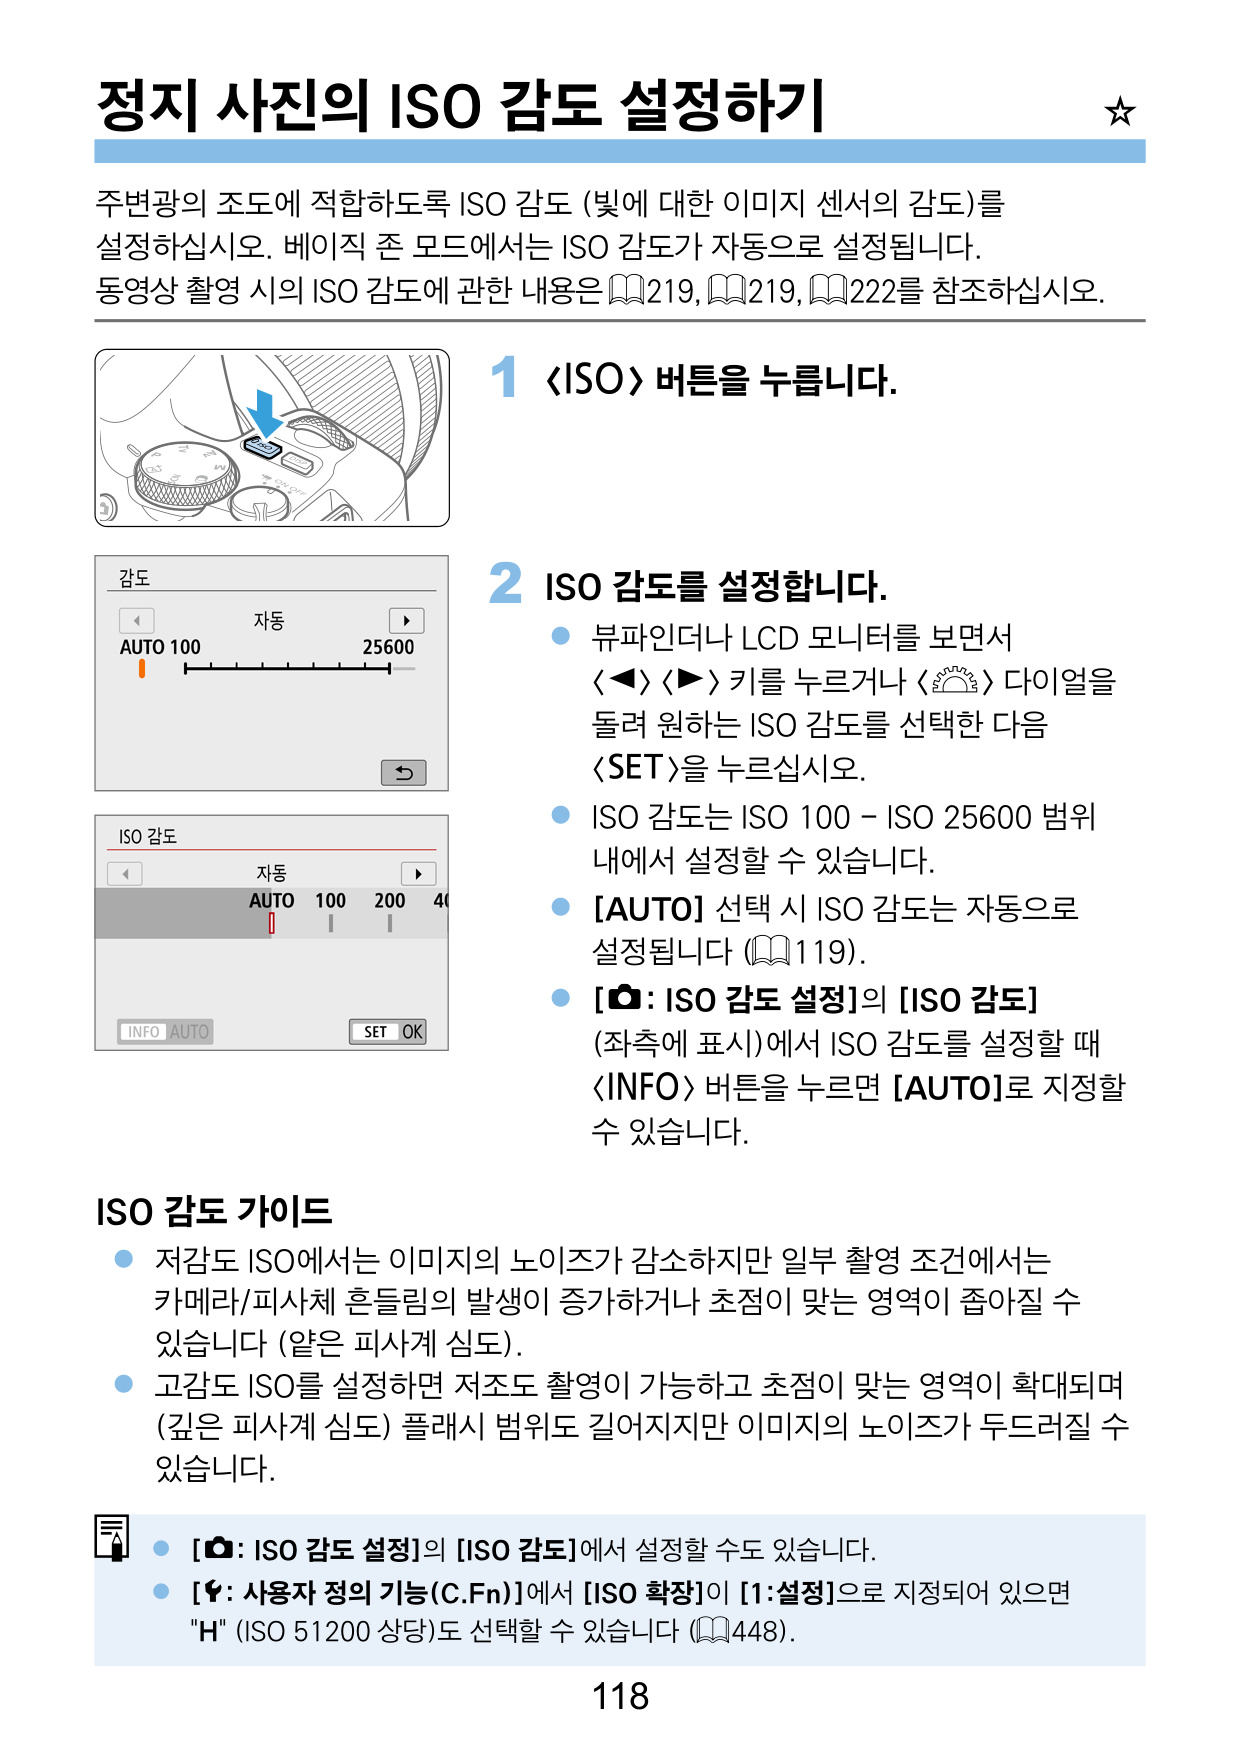 정지 사진의 ISO 감도 설정하기 ☆
주변광의 조도에 적합하도록 ISO 감도 (빛에 대한 이미지 센서의 감도)를
설정하십시오. 베이직 존 모드에서는 ISO 감도가 자동으로 설정됩니다.
동영상 촬영 시의 ISO 감도에 관한 내용은 219, 219, 222를 참조하십시오.
1 〈ISO〉 버튼을 누릅니다.
2 ISO 감도를 설정합니다.
감도
자동
AUTO 100 25600
ISO 감도
자동
AUTO 100 200
INFO AUTO
SET OK
● 뷰파인더나 LCD 모니터를 보면서
〈◀〉〈▶〉 키를 누르거나 〈 〉 다이얼을
돌려 원하는 ISO 감도를 선택한 다음
〈SET〉을 누르십시오.
● ISO 감도는 ISO 100 – ISO 25600 범위
내에서 설정할 수 있습니다.
● [AUTO] 선택 시 ISO 감도는 자동으로
설정됩니다 (119).
● [: ISO 감도 설정]의 [ISO 감도]
(좌측에 표시)에서 ISO 감도를 설정할 때
〈INFO〉 버튼을 누르면 [AUTO]로 지정할
수 있습니다.
ISO 감도 가이드
● 저감도 ISO에서는 이미지의 노이즈가 감소하지만 일부 촬영 조건에서는
카메라/피사체 흔들림의 발생이 증가하거나 초점이 맞는 영역이 좁아질 수
있습니다 (얕은 피사계 심도).
● 고감도 ISO를 설정하면 저조도 촬영이 가능하고 초점이 맞는 영역이 확대되며
(깊은 피사계 심도) 플래시 범위도 길어지지만 이미지의 노이즈가 두드러질 수
있습니다.
● [: ISO 감도 설정]의 [ISO 감도]에서 설정할 수도 있습니다.
● [: 사용자 정의 기능(C.Fn)]에서 [ISO 확장]이 [1:설정]으로 지정되어 있으면
"H" (ISO 51200 상당)도 선택할 수 있습니다 (448).
118